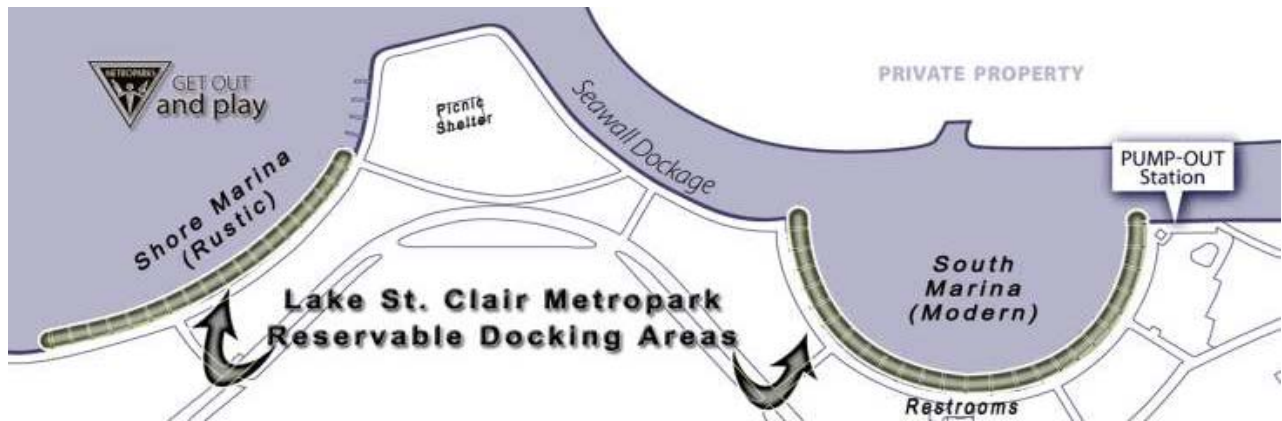 METROPARKS
GET OUT
and play
Picnic
Shelter
Seawall Dockage
PRIVATE PROPERTY
PUMP-OUT
Station
Shore Marina
(Rustic)
South
Marina
(Modern)
Lake St. Clair Metropark
Reservable Docking Areas
Restrooms